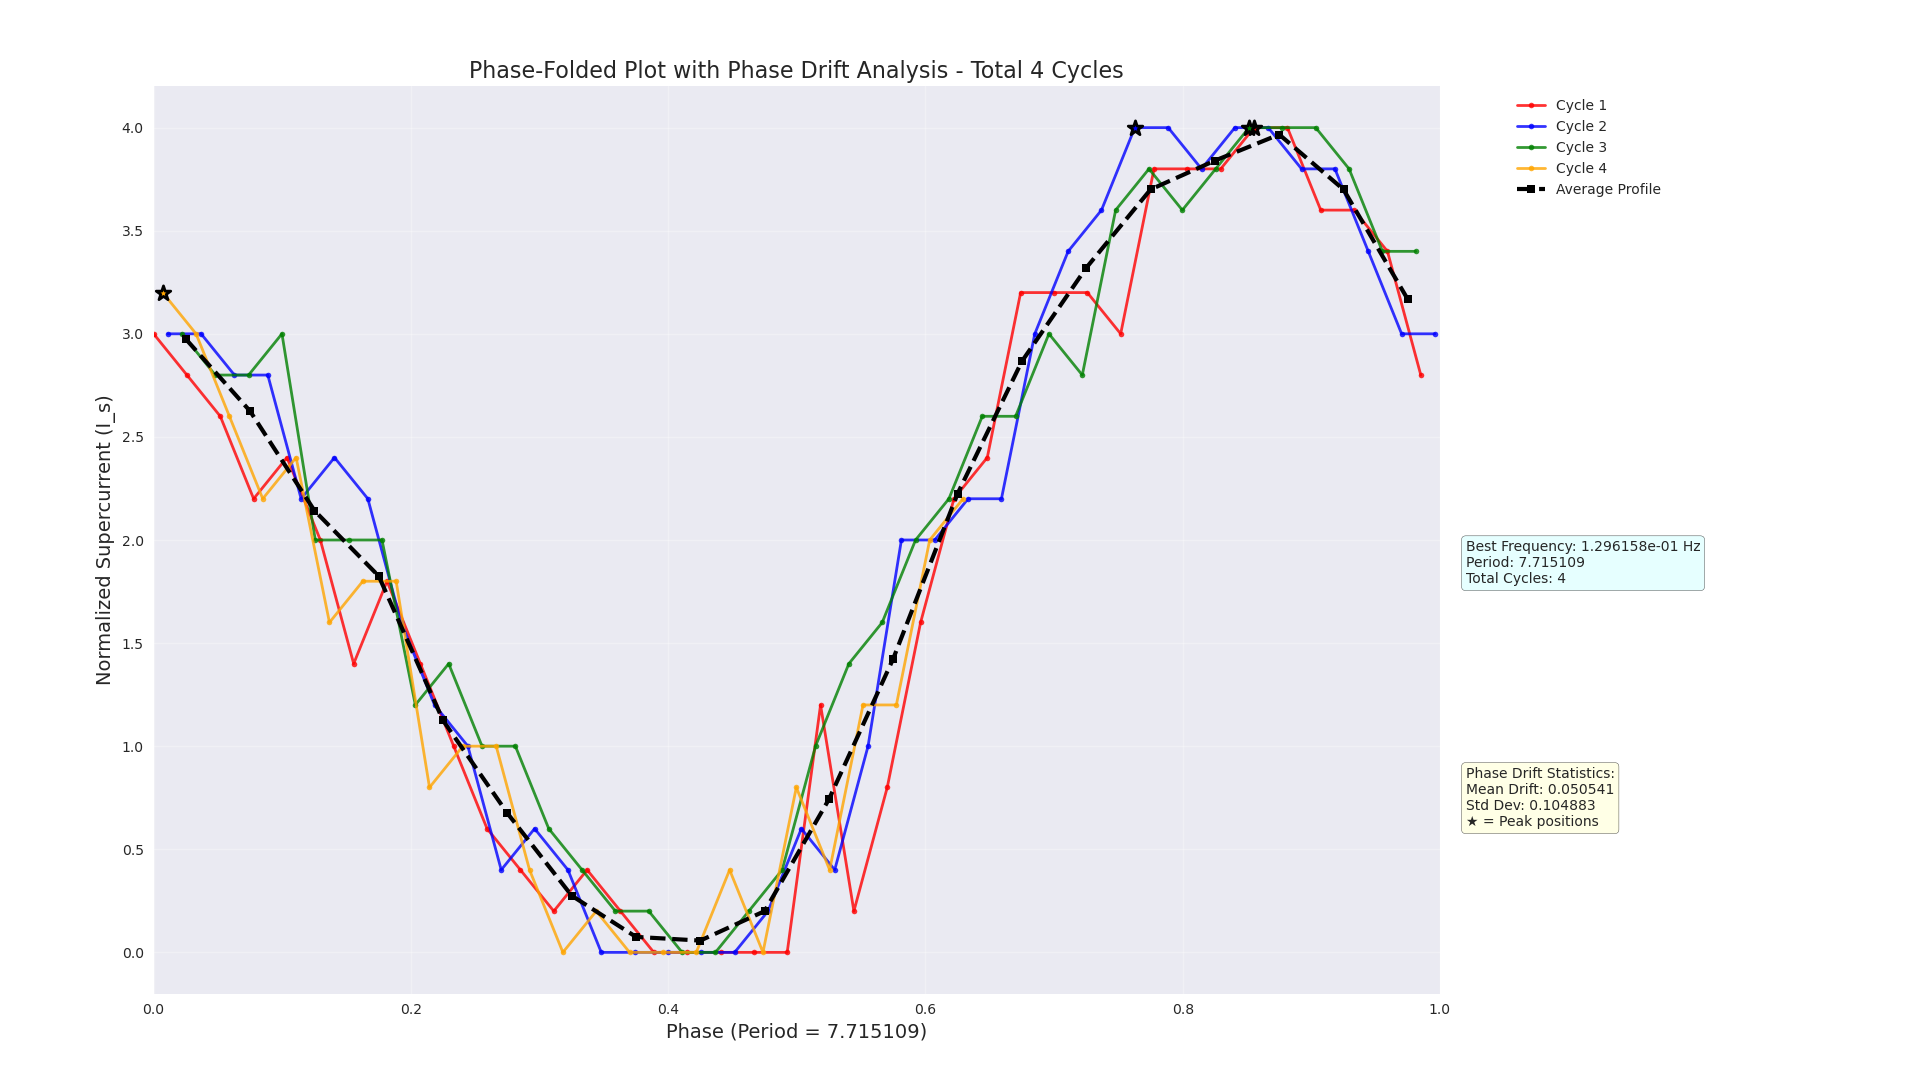 Phase-Folded Plot with Phase Drift Analysis - Total 4 Cycles
Normalized Supercurrent (I_s)
4.0
3.5
3.0
2.5
2.0
1.5
1.0
0.5
0.0
0.0 0.2 0.4 0.6 0.8 1.0
Phase (Period = 7.715109)
Cycle 1
Cycle 2
Cycle 3
Cycle 4
Average Profile
Best Frequency: 1.296158e-01 Hz
Period: 7.715109
Total Cycles: 4
Phase Drift Statistics:
Mean Drift: 0.050541
Std Dev: 0.104883
★ = Peak positions